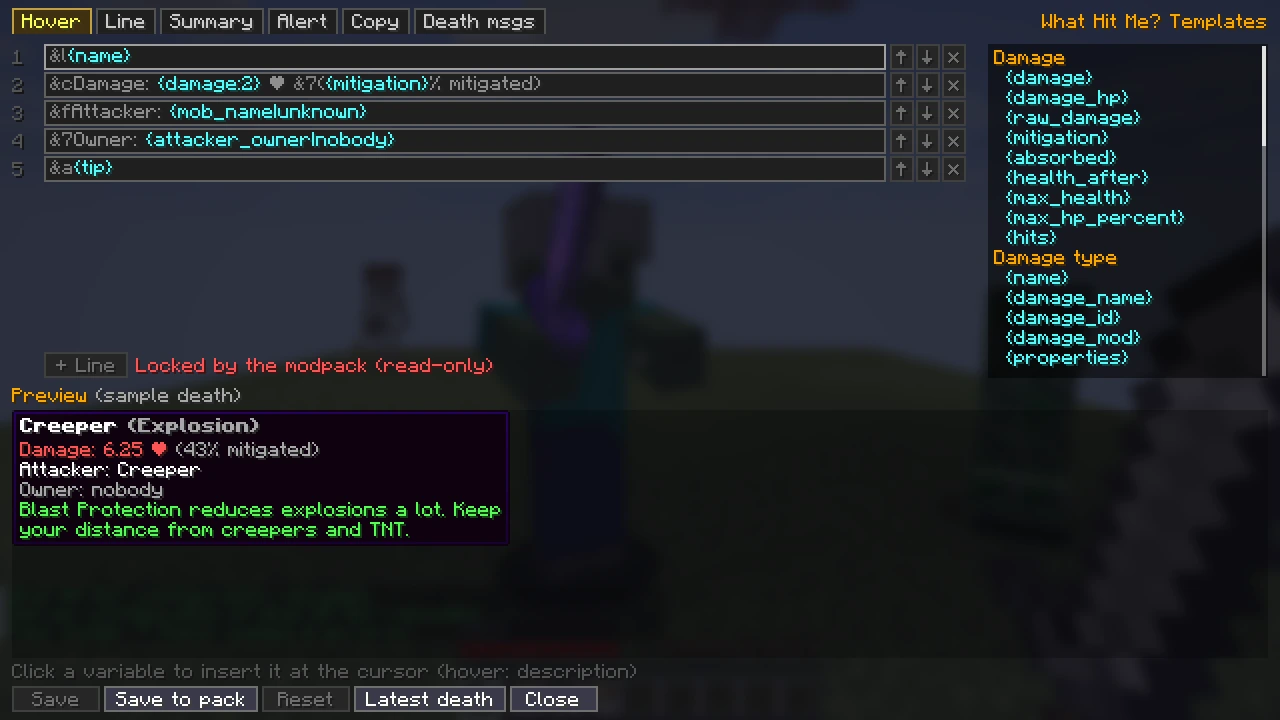 Hover Line Summary Alert Copy Death msgs What Hit Me? Templates
1 &l{name} ↑ ↓ ×
2 &cDamage: {damage:2} ♥ &7({mitigation}% mitigated) ↑ ↓ ×
3 &fAttacker: {mob_name|unknown} ↑ ↓ ×
4 &7Owner: {attacker_owner|nobody} ↑ ↓ ×
5 &a{tip} ↑ ↓ ×
Damage
{damage}
{damage_hp}
{raw_damage}
{mitigation}
{absorbed}
{health_after}
{max_health}
{max_hp_percent}
{hits}
Damage type
{name}
{damage_name}
{damage_id}
{damage_mod}
{properties}
+ Line Locked by the modpack (read-only)
Preview (sample death)
Creeper (Explosion)
Damage: 6.25 ♥ (43% mitigated)
Attacker: Creeper
Owner: nobody
Blast Protection reduces explosions a lot. Keep
your distance from creepers and TNT.
Click a variable to insert it at the cursor (hover: description)
Save Save to pack Reset Latest death Close